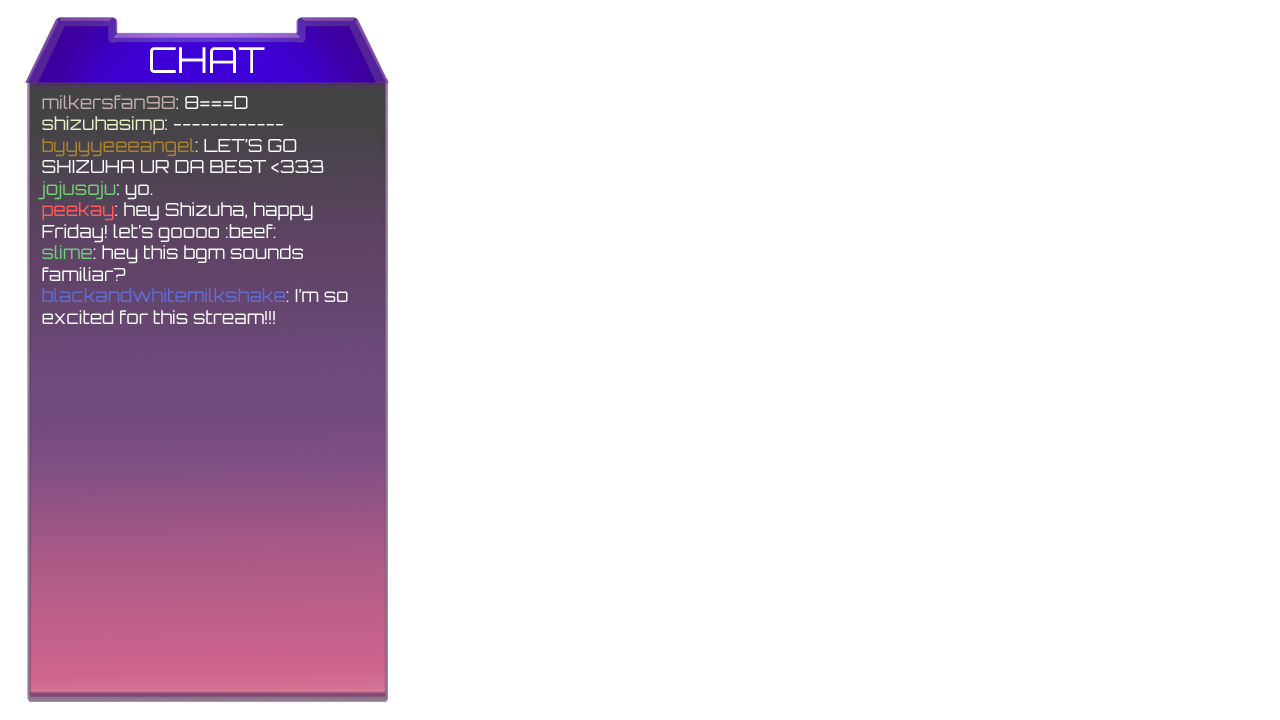 CHAT
milkersfan98: 8===D
shizuhasimp: ------------
byyyyeeeangel: LET'S GO
SHIZUHA UR DA BEST <333
jojusoju: yo.
peekay: hey Shizuha, happy
Friday! let's goooo :beef:
slime: hey this bgm sounds
familiar?
blackandwhitemilkshake: I'm so
excited for this stream!!!